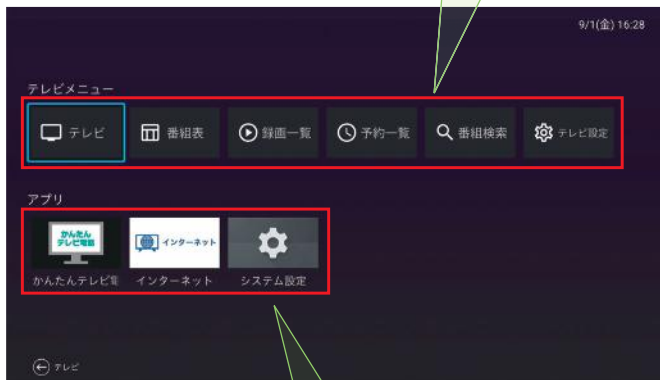 9/1(金) 16:28
テレビメニュー
テレビ 番組表 録画一覧 予約一覧 番組検索 テレビ設定
アプリ
かんたん
テレビ電話
インターネット
かんたんテレビ電 インターネット システム設定
テレビ